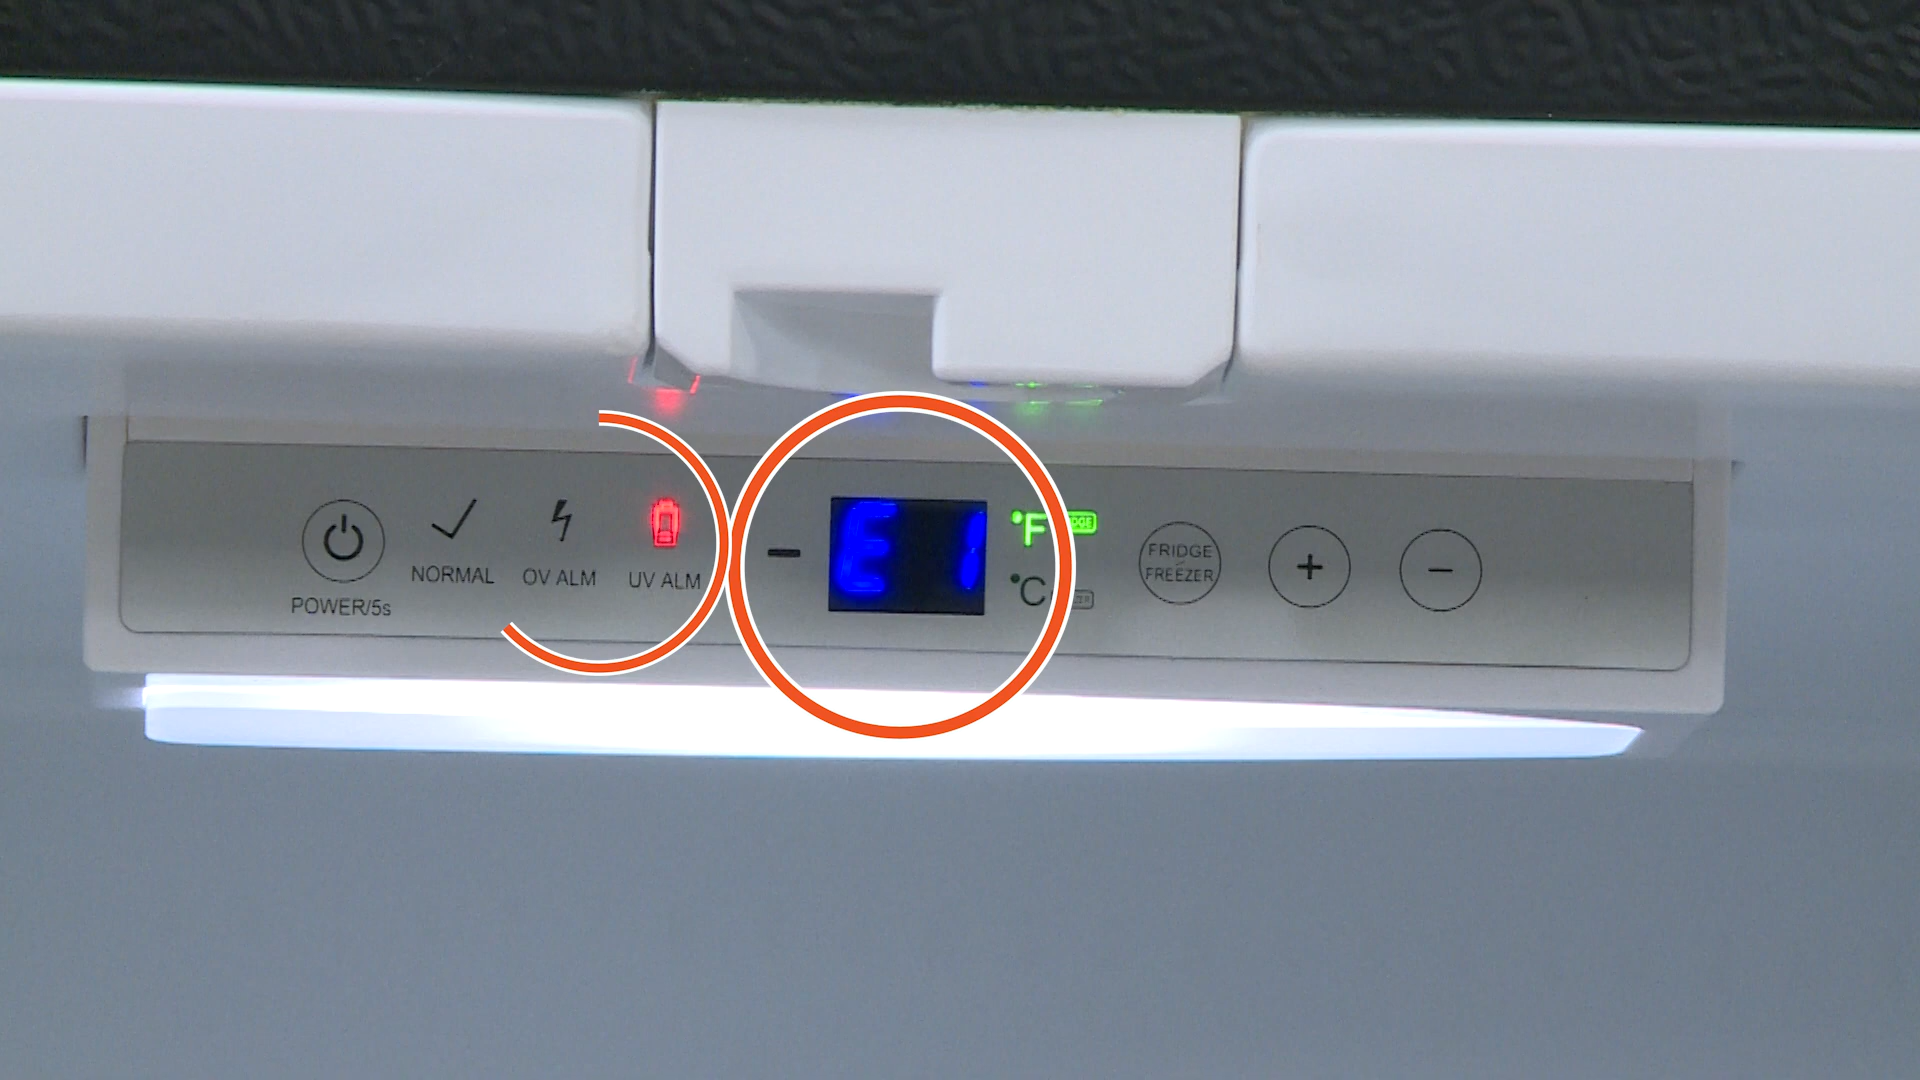 POWER/5s
NORMAL
OV ALM
UV ALM
E 1
°F
°C
FRIDGE
FREEZER
+
−